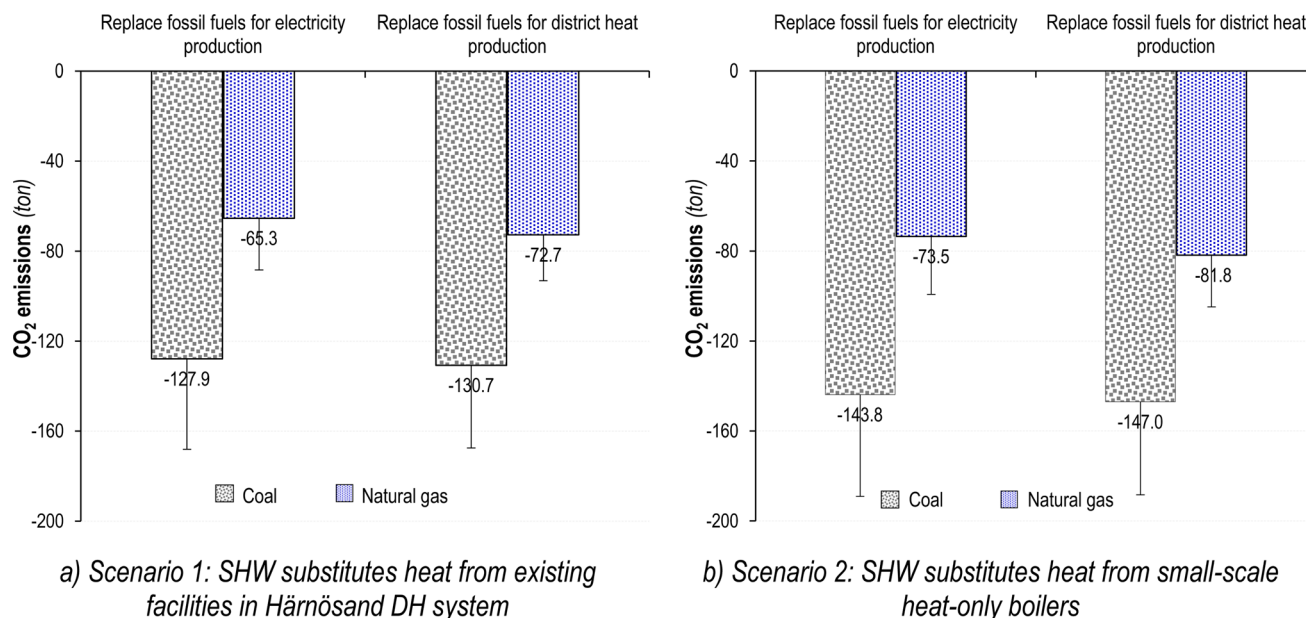 Replace fossil fuels for electricity
production
Replace fossil fuels for district heat
production
0
-40
-80
-120
-160
-200
CO₂ emissions (ton)
-127.9
-65.3
-130.7
-72.7
Coal
Natural gas
a) Scenario 1: SHW substitutes heat from existing
facilities in Härnösand DH system
Replace fossil fuels for electricity
production
Replace fossil fuels for district heat
production
0
-40
-80
-120
-160
-200
CO₂ emissions (ton)
-143.8
-73.5
-147.0
-81.8
Coal
Natural gas
b) Scenario 2: SHW substitutes heat from small-scale
heat-only boilers